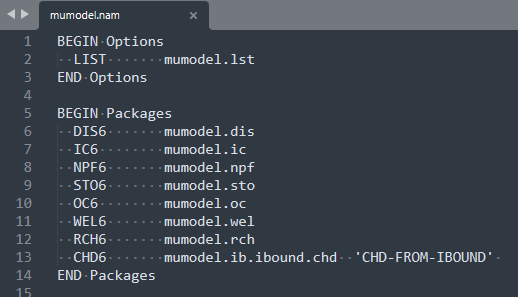 mumodel.nam
1 BEGIN Options
2 LIST mumodel.lst
3 END Options
4
5 BEGIN Packages
6 DIS6 mumodel.dis
7 IC6 mumodel.ic
8 NPF6 mumodel.npf
9 STO6 mumodel.sto
10 OC6 mumodel.oc
11 WEL6 mumodel.wel
12 RCH6 mumodel.rch
13 CHD6 mumodel.ib.ibound.chd 'CHD-FROM-IBOUND'
14 END Packages
15